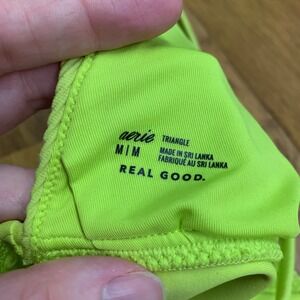 aerie
TRIANGLE
M|M
MADE IN SRI LANKA
FABRIQUÉ AU SRI LANKA
REAL GOOD.